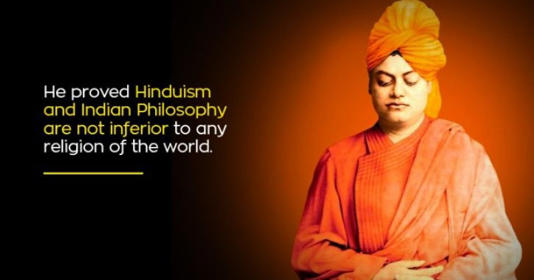 He proved Hinduism
and Indian Philosophy
are not inferior to any
religion of the world.